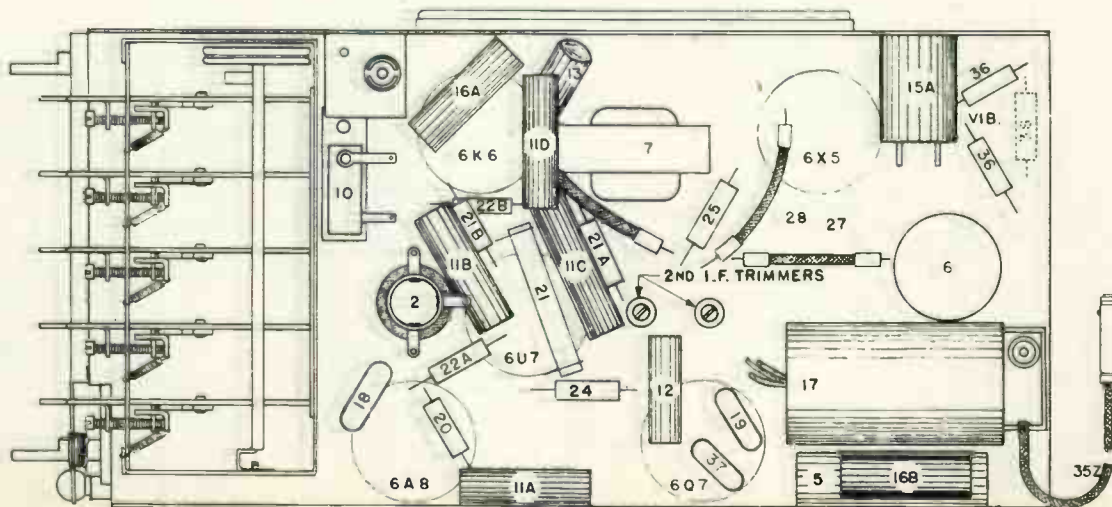 16A
13
15A
36
VIB.
35
6K6
11D
7
6X5
36
10
22B
21B
25
28
27
11B
11C
21A
2
21
6
2ND I.F. TRIMMERS
6U7
22A
18
24
12
17
20
19
37
6A8
11A
6Q7
5
16B
35Z